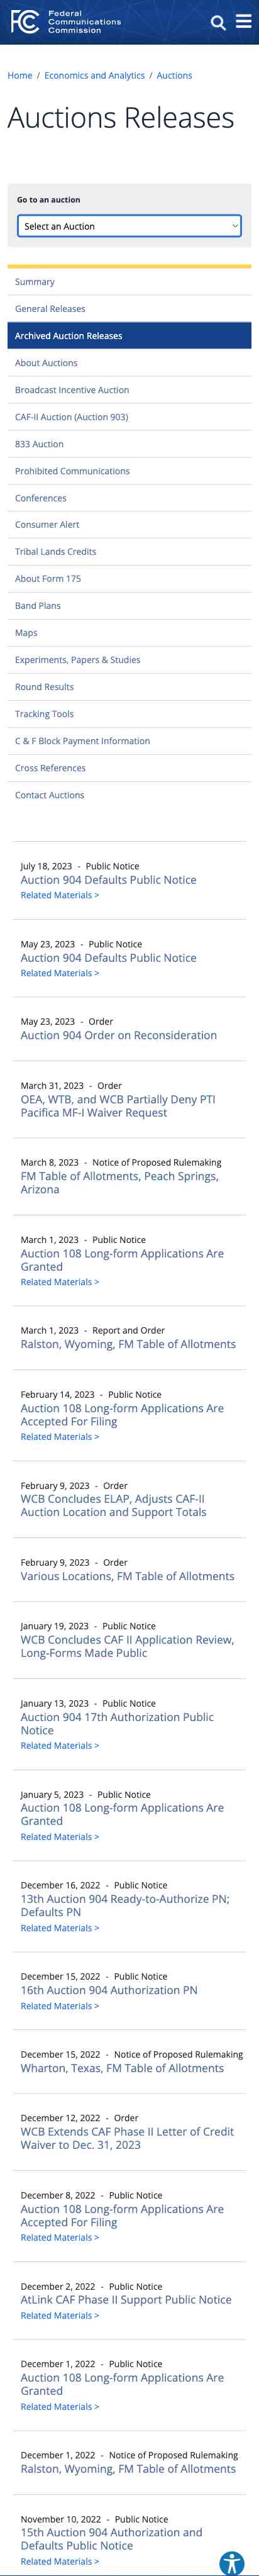 Federal
Communications
Commission
Home / Economics and Analytics / Auctions
Auctions Releases
Go to an auction
Select an Auction
Summary
General Releases
Archived Auction Releases
About Auctions
Broadcast Incentive Auction
CAF-II Auction (Auction 903)
833 Auction
Prohibited Communications
Conferences
Consumer Alert
Tribal Lands Credits
About Form 175
Band Plans
Maps
Experiments, Papers & Studies
Round Results
Tracking Tools
C & F Block Payment Information
Cross References
Contact Auctions
July 18, 2023 - Public Notice
Auction 904 Defaults Public Notice
Related Materials >
May 23, 2023 - Public Notice
Auction 904 Defaults Public Notice
Related Materials >
May 23, 2023 - Order
Auction 904 Order on Reconsideration
March 31, 2023 - Order
OEA, WTB, and WCB Partially Deny PTI
Pacifica MF-I Waiver Request
March 8, 2023 - Notice of Proposed Rulemaking
FM Table of Allotments, Peach Springs,
Arizona
March 1, 2023 - Public Notice
Auction 108 Long-form Applications Are
Granted
Related Materials >
March 1, 2023 - Report and Order
Ralston, Wyoming, FM Table of Allotments
February 14, 2023 - Public Notice
Auction 108 Long-form Applications Are
Accepted For Filing
Related Materials >
February 9, 2023 - Order
WCB Concludes ELAP, Adjusts CAF-II
Auction Location and Support Totals
February 9, 2023 - Order
Various Locations, FM Table of Allotments
January 19, 2023 - Public Notice
WCB Concludes CAF II Application Review,
Long-Forms Made Public
January 13, 2023 - Public Notice
Auction 904 17th Authorization Public
Notice
Related Materials >
January 5, 2023 - Public Notice
Auction 108 Long-form Applications Are
Granted
Related Materials >
December 16, 2022 - Public Notice
13th Auction 904 Ready-to-Authorize PN;
Defaults PN
Related Materials >
December 15, 2022 - Public Notice
16th Auction 904 Authorization PN
Related Materials >
December 15, 2022 - Notice of Proposed Rulemaking
Wharton, Texas, FM Table of Allotments
December 12, 2022 - Order
WCB Extends CAF Phase II Letter of Credit
Waiver to Dec. 31, 2023
December 8, 2022 - Public Notice
Auction 108 Long-form Applications Are
Accepted For Filing
Related Materials >
December 2, 2022 - Public Notice
AtLink CAF Phase II Support Public Notice
Related Materials >
December 1, 2022 - Public Notice
Auction 108 Long-form Applications Are
Granted
Related Materials >
December 1, 2022 - Notice of Proposed Rulemaking
Ralston, Wyoming, FM Table of Allotments
November 10, 2022 - Public Notice
15th Auction 904 Authorization and
Defaults Public Notice
Related Materials >